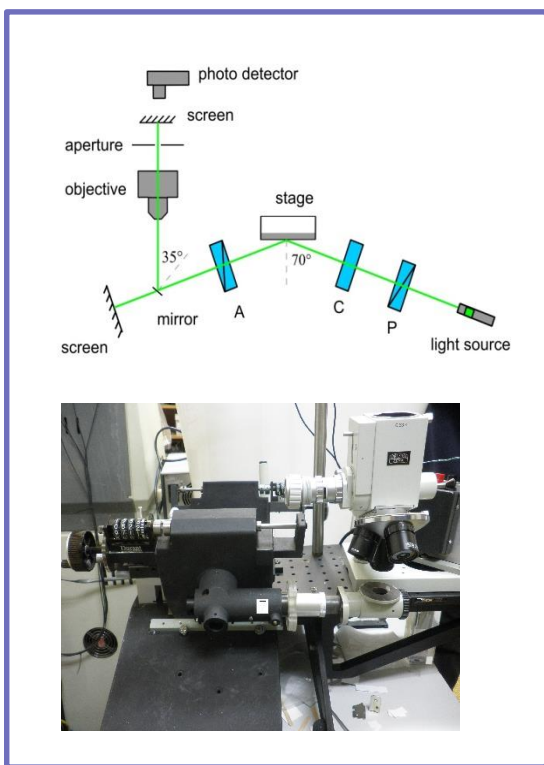 photo detector
screen
aperture
objective
stage
35°
70°
mirror
A
C
P
screen
light source